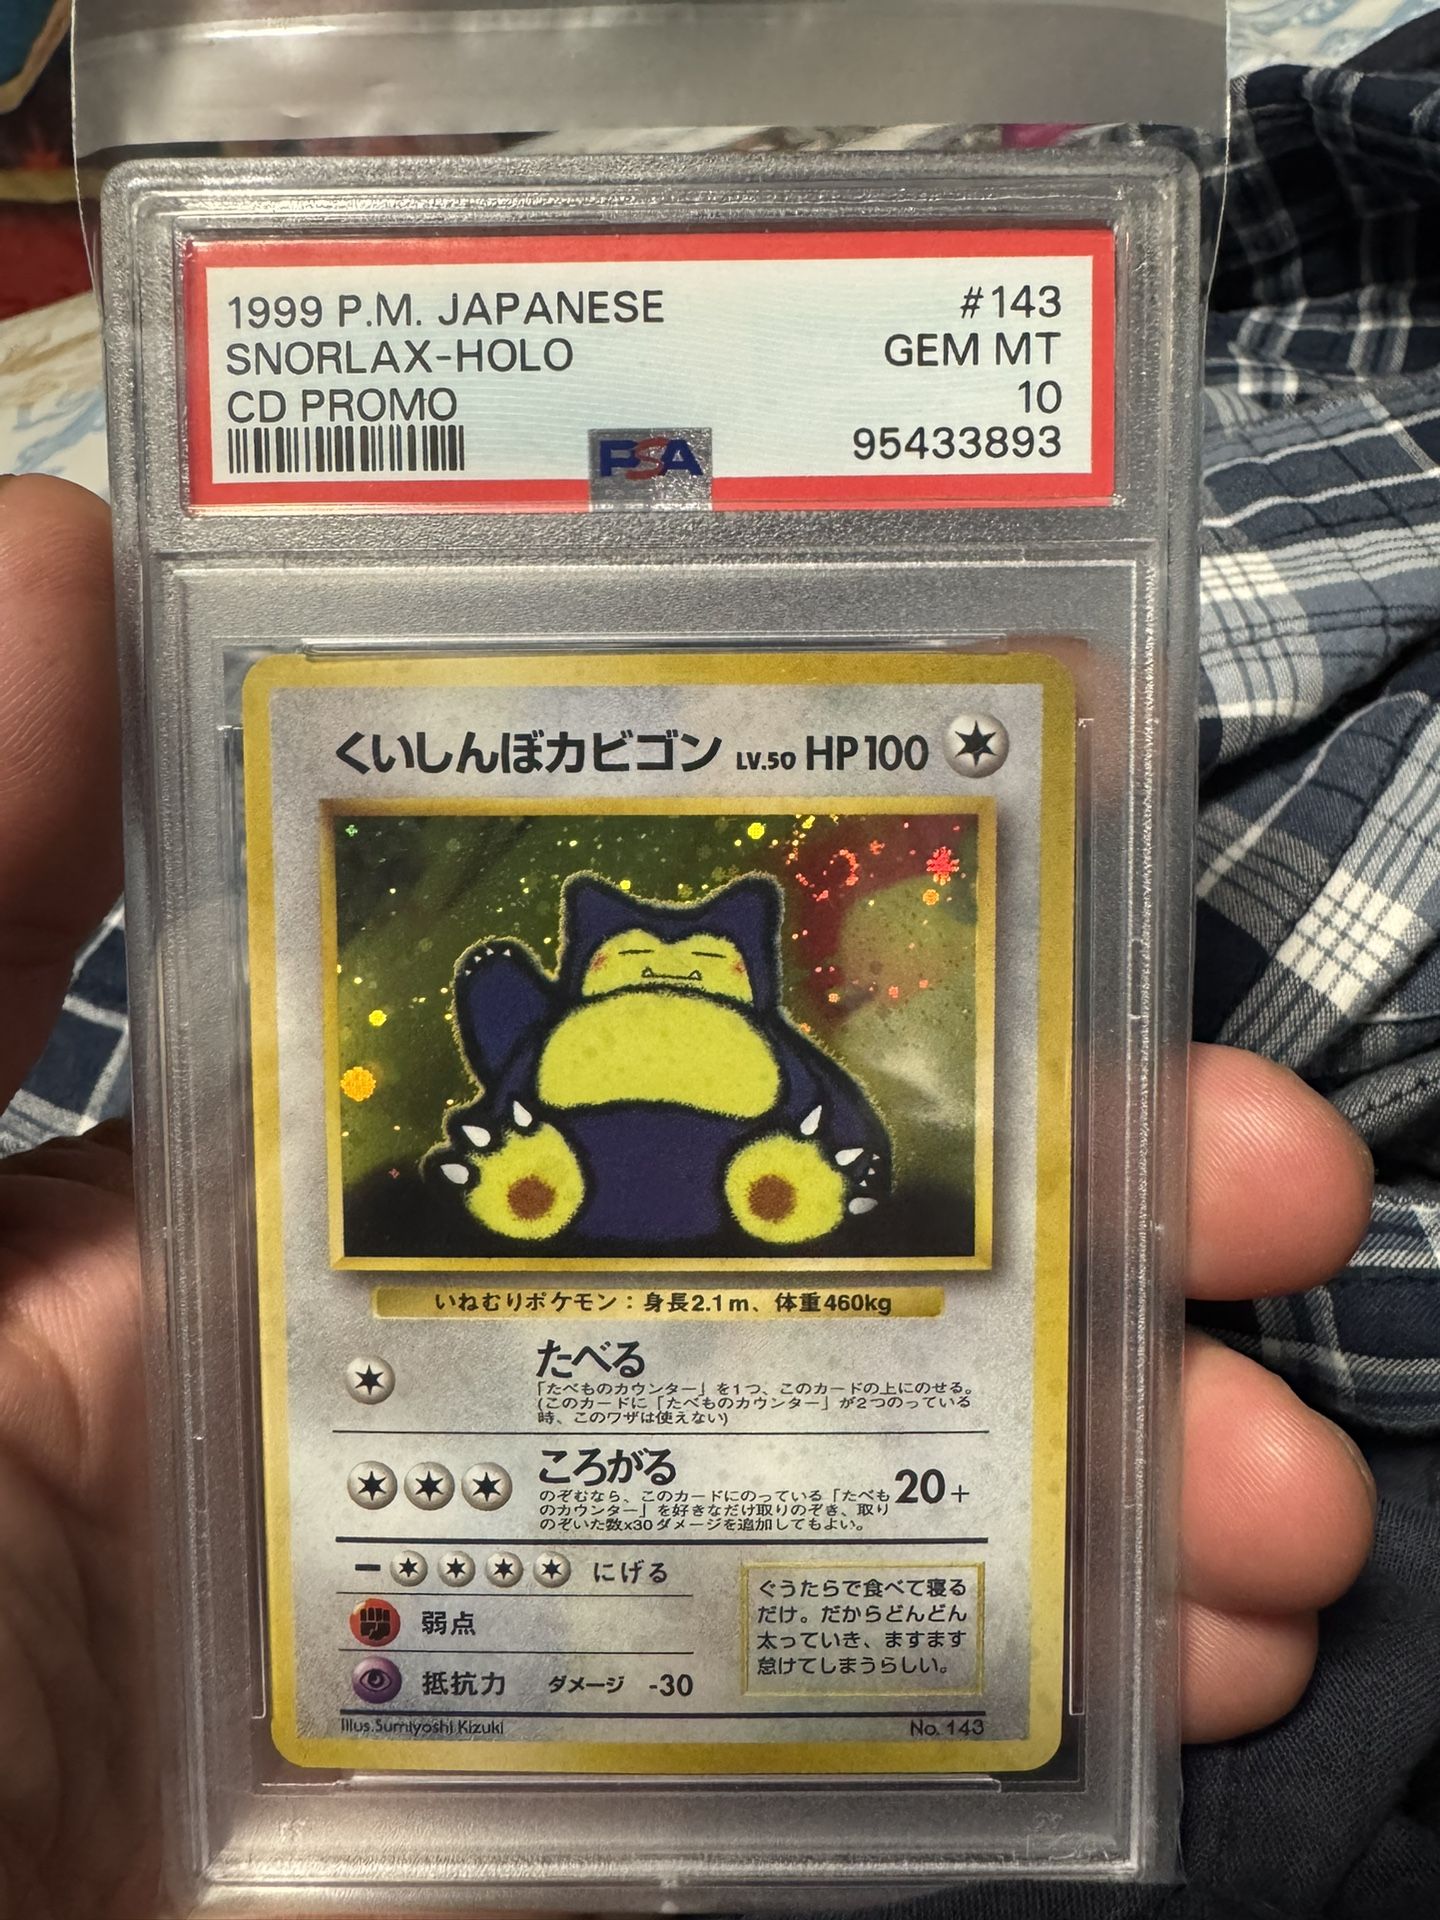 1999 P.M. JAPANESE #143
SNORLAX-HOLO GEM MT
CD PROMO 10
PSA 95433893
くいしんぼカビゴン LV.50 HP100
いねむりポケモン：身長2.1m、体重460kg
たべる
「たべものカウンター」を1つ、このカードの上にのせる。
(このカードに「たべものカウンター」が2つのっている
時、このワザは使えない)
ころがる 20+
のぞむなら、このカードにのっている「たべも
のカウンター」を好きなだけ取りのぞき、取り
のぞいた数x30ダメージを追加してもよい。
にげる
弱点
抵抗力 ダメージ -30
ぐうたらで食べて寝る
だけ。だからどんどん
太っていき、ますます
怠けてしまうらしい。
Illus.Sumiyoshi Kizuki No. 143